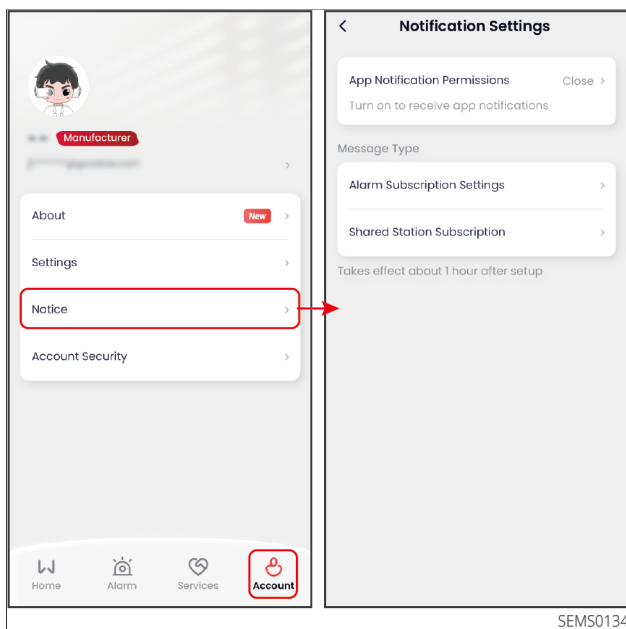 Manufacturer
About
New
Settings
Notice
Account Security
Home
Alarm
Services
Account
Notification Settings
App Notification Permissions
Close
Turn on to receive app notifications
Message Type
Alarm Subscription Settings
Shared Station Subscription
Takes effect about 1 hour after setup
SEMS0134